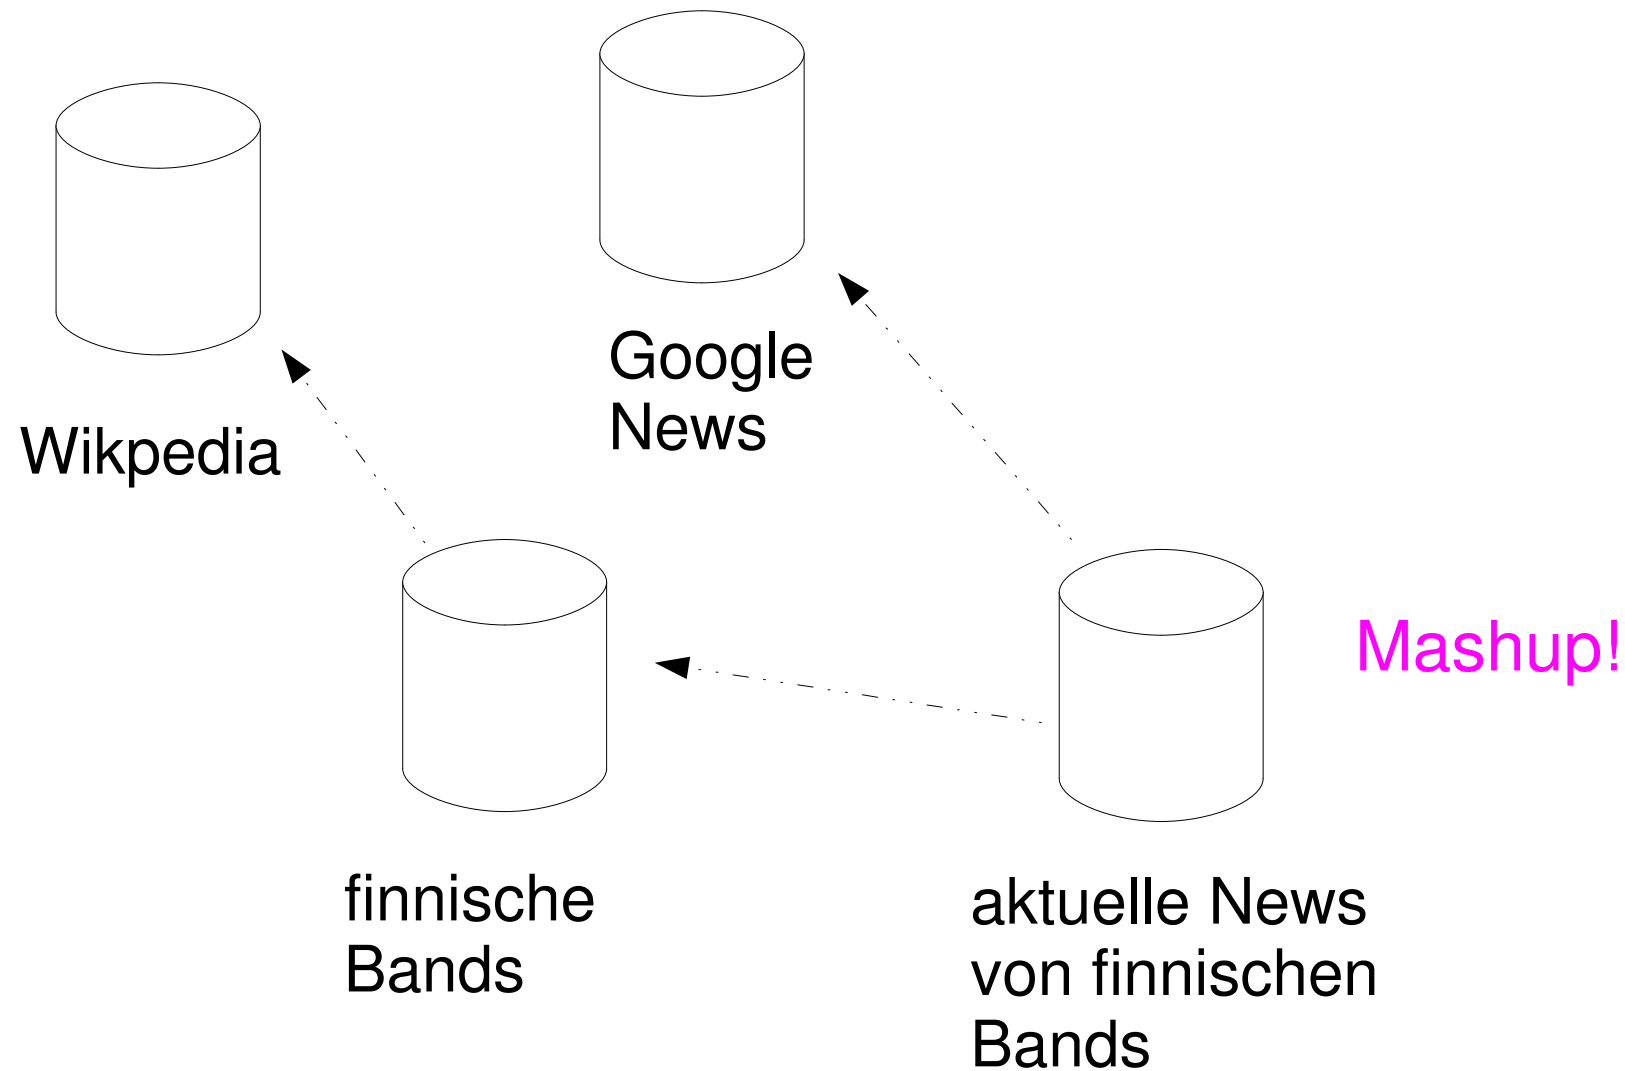 Wikpedia
Google
News
Mashup!
finnische
Bands
aktuelle News
von finnischen
Bands